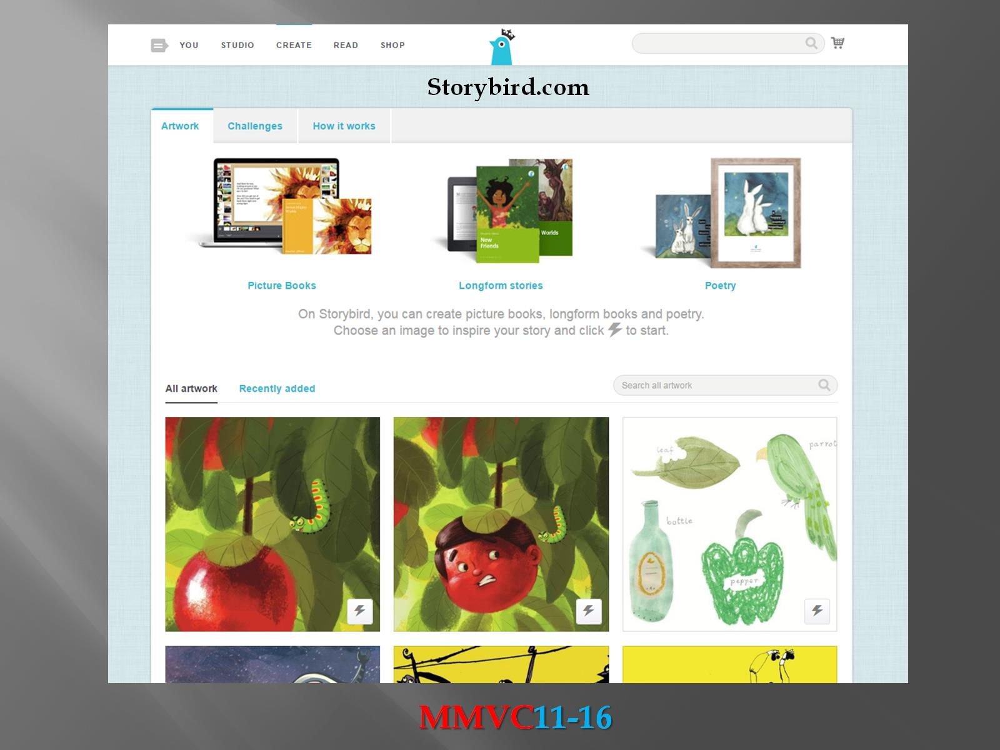 YOU STUDIO CREATE READ SHOP
Storybird.com
Artwork Challenges How it works
New
Friends
Worlds
Picture Books Longform stories Poetry
On Storybird, you can create picture books, longform books and poetry.
Choose an image to inspire your story and click to start.
All artwork Recently added Search all artwork
leaf
parrot
bottle
pepper
MMVC11-16